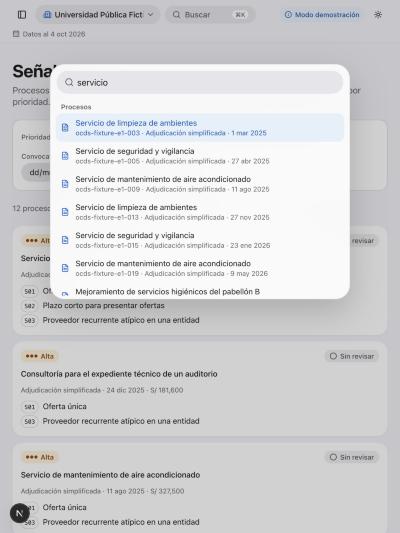 Universidad Pública Ficti
Buscar
⌘K
Modo demostración
Datos al 4 oct 2026
Seña
Procesos
por
prioridad.
servicio
Procesos
Servicio de limpieza de ambientes
ocds-fixture-e1-003 · Adjudicación simplificada · 1 mar 2025
Servicio de seguridad y vigilancia
ocds-fixture-e1-005 · Adjudicación simplificada · 27 abr 2025
Servicio de mantenimiento de aire acondicionado
ocds-fixture-e1-009 · Adjudicación simplificada · 11 ago 2025
Servicio de limpieza de ambientes
ocds-fixture-e1-013 · Adjudicación simplificada · 27 nov 2025
Servicio de seguridad y vigilancia
ocds-fixture-e1-015 · Adjudicación simplificada · 23 ene 2026
Servicio de mantenimiento de aire acondicionado
ocds-fixture-e1-019 · Adjudicación simplificada · 9 may 2026
Mejoramiento de servicios higiénicos del pabellón B
Prioridad
Convoca
dd/m
12 proceso
Alt
revisar
Servicio
Adjudicac
S01 Of
S02 Plazo corto para presentar ofertas
S03 Proveedor recurrente atípico en una entidad
Alta
Sin revisar
Consultoría para el expediente técnico de un auditorio
Adjudicación simplificada · 24 dic 2025 · S/ 181,600
S01 Oferta única
S03 Proveedor recurrente atípico en una entidad
Alta
Sin revisar
Servicio de mantenimiento de aire acondicionado
Adjudicación simplificada · 11 ago 2025 · S/ 327,500
S01 Oferta única
S03 Proveedor recurrente atípico en una entidad
N